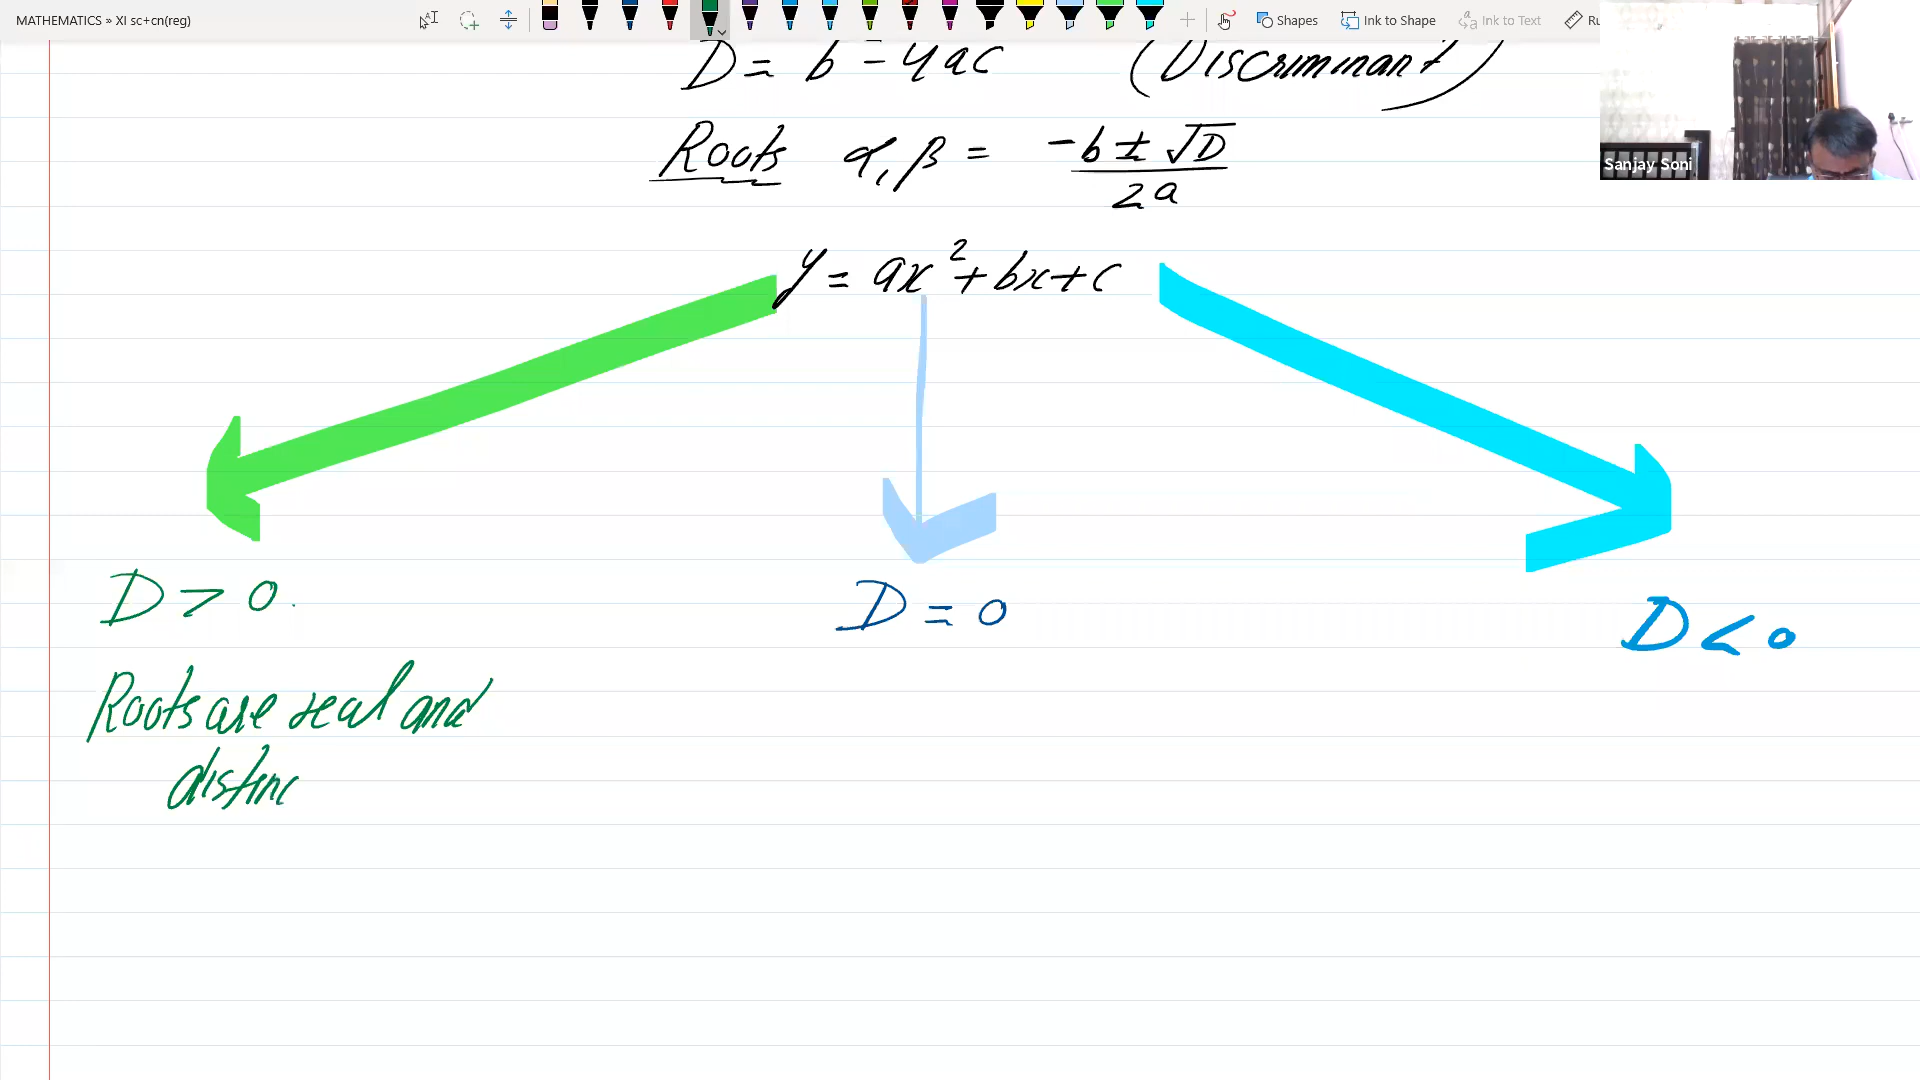 MATHEMATICS » XI sc+cn(reg)
Shapes
Ink to Shape
Ink to Text
Ru
D = b² - 4ac (Discriminant)
Sanjay Soni
Roots α, β = -b ± √D / 2a
y = ax² + bx + c
D > 0.
D = 0
D < 0
Roots are real and
distinc